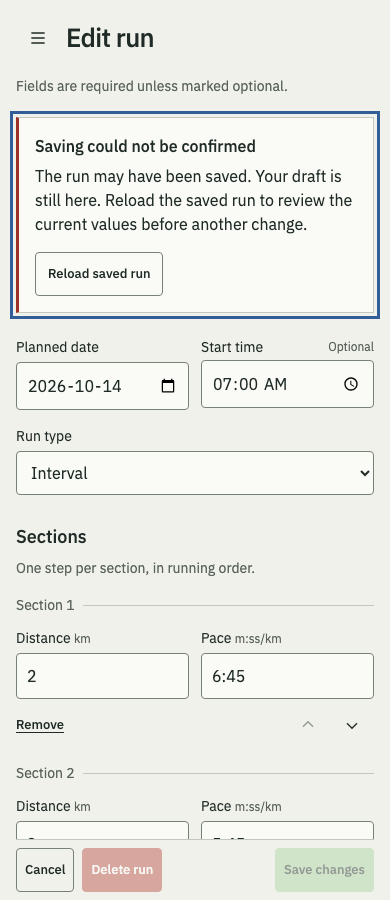 Edit run
Fields are required unless marked optional.
Saving could not be confirmed
The run may have been saved. Your draft is
still here. Reload the saved run to review the
current values before another change.
Reload saved run
Planned date
Start time Optional
2026-10-14
07:00 AM
Run type
Interval
Sections
One step per section, in running order.
Section 1
Distance km
Pace m:ss/km
2
6:45
Remove
Section 2
Distance km
Pace m:ss/km
Cancel
Delete run
Save changes